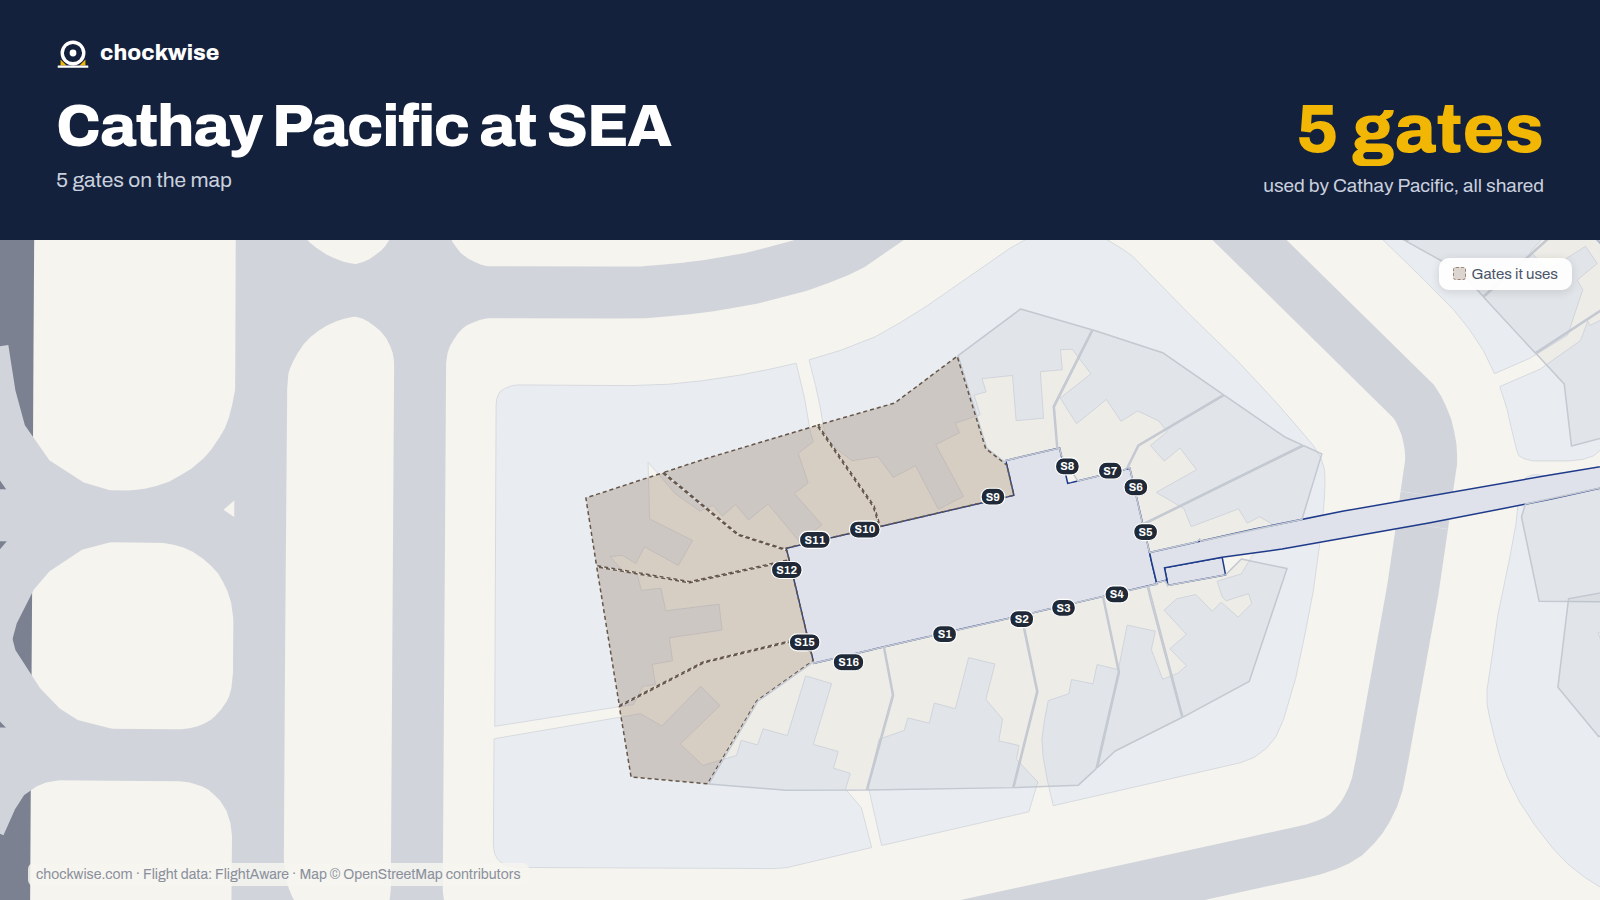 chockwise
Cathay Pacific at SEA
5 gates on the map
5 gates
used by Cathay Pacific, all shared
Gates it uses
S8
S7
S6
S9
S10
S5
S11
S12
S4
S3
S2
S1
S15
S16
chockwise.com · Flight data: FlightAware · Map © OpenStreetMap contributors